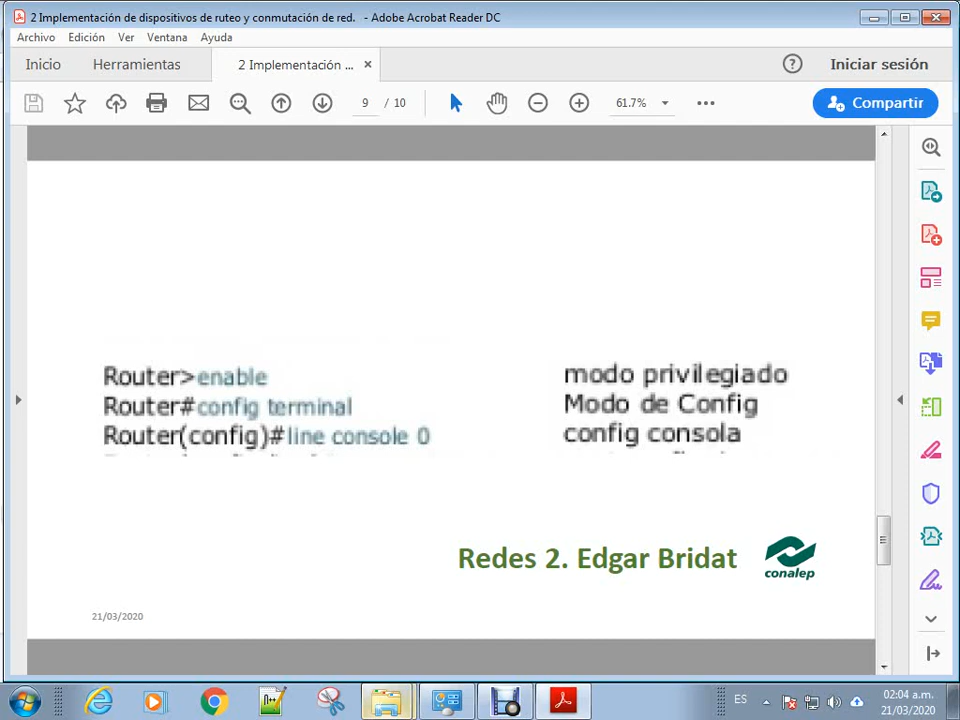 2 Implementación de dispositivos de ruteo y conmutación de red. - Adobe Acrobat Reader DC
Archivo Edición Ver Ventana Ayuda
Inicio Herramientas 2 Implementación ... × Iniciar sesión
9 / 10 61.7% Compartir
Router>enable modo privilegiado
Router#config terminal Modo de Config
Router(config)#line console 0 config consola
Redes 2. Edgar Bridat
conalep
21/03/2020
ES 02:04 a.m.
21/03/2020